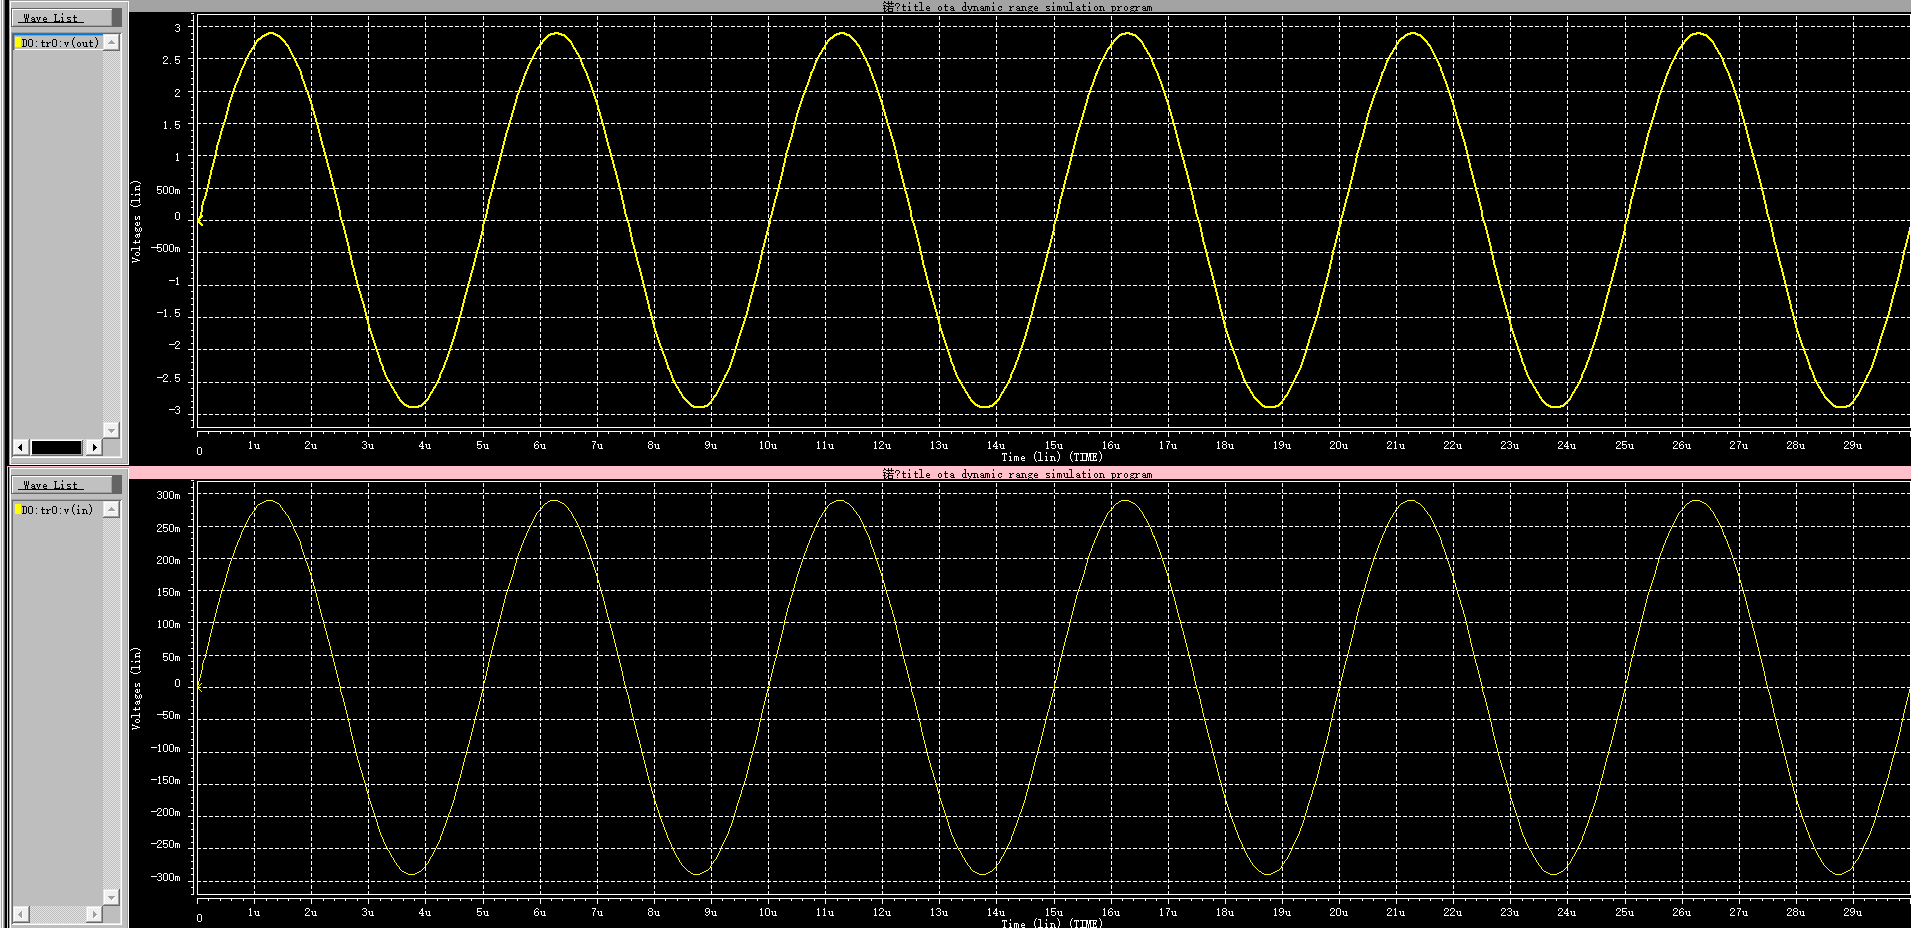 Wave List
D0:tr0:v(out)
锘?title ota dynamic range simulation program
Voltages (lin)
3
2.5
2
1.5
1
500m
0
-500m
-1
-1.5
-2
-2.5
-3
0 1u 2u 3u 4u 5u 6u 7u 8u 9u 10u 11u 12u 13u 14u 15u 16u 17u 18u 19u 20u 21u 22u 23u 24u 25u 26u 27u 28u 29u
Time (lin) (TIME)
Wave List
D0:tr0:v(in)
锘?title ota dynamic range simulation program
Voltages (lin)
300m
250m
200m
150m
100m
50m
0
-50m
-100m
-150m
-200m
-250m
-300m
0 1u 2u 3u 4u 5u 6u 7u 8u 9u 10u 11u 12u 13u 14u 15u 16u 17u 18u 19u 20u 21u 22u 23u 24u 25u 26u 27u 28u 29u
Time (lin) (TIME)